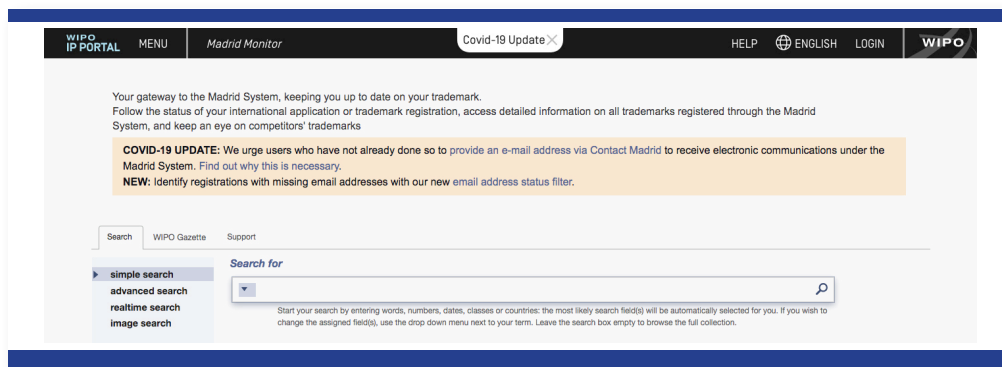 WIPO
IP PORTAL
MENU
Madrid Monitor
Covid-19 Update
HELP
ENGLISH
LOGIN
WIPO
Your gateway to the Madrid System, keeping you up to date on your trademark.
Follow the status of your international application or trademark registration, access detailed information on all trademarks registered through the Madrid
System, and keep an eye on competitors' trademarks
COVID-19 UPDATE: We urge users who have not already done so to provide an e-mail address via Contact Madrid to receive electronic communications under the
Madrid System. Find out why this is necessary.
NEW: Identify registrations with missing email addresses with our new email address status filter.
Search
WIPO Gazette
Support
simple search
advanced search
realtime search
image search
Search for
Start your search by entering words, numbers, dates, classes or countries: the most likely search field(s) will be automatically selected for you. If you wish to
change the assigned field(s), use the drop down menu next to your term. Leave the search box empty to browse the full collection.